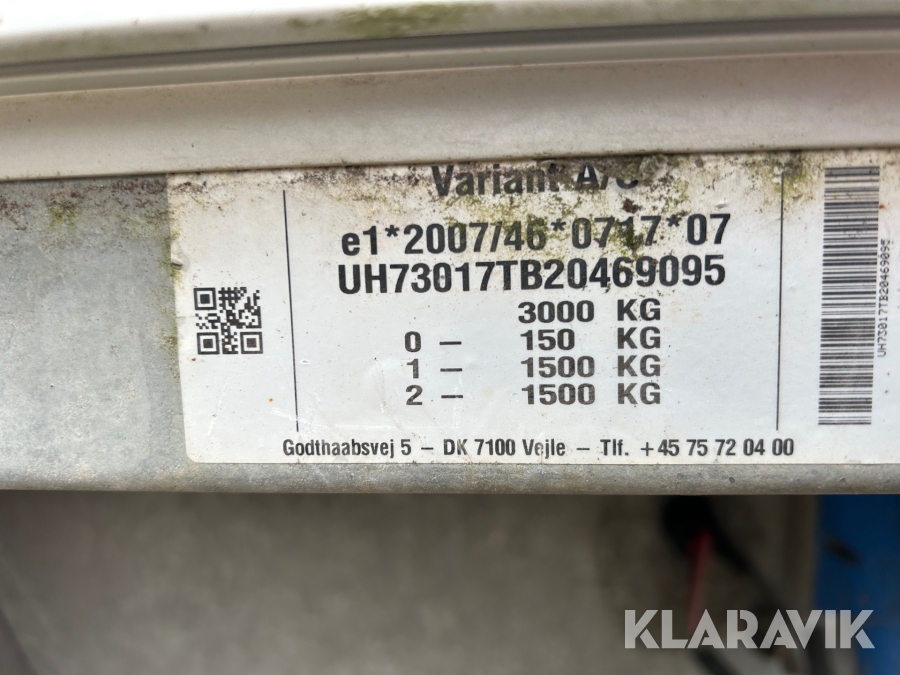 Variant A/S
e1*2007/46*0717*07
UH73017TB20469095
3000 KG
0 – 150 KG
1 – 1500 KG
2 – 1500 KG
Godthaabsvej 5 – DK 7100 Vejle – Tlf. +45 75 72 04 00
UH73017TB20469095
KLARAVIK